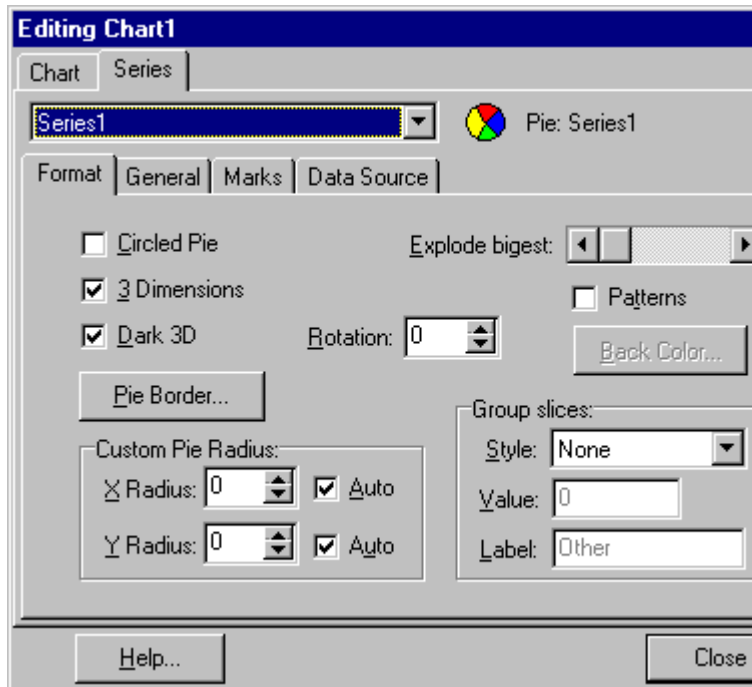 Editing Chart1
Chart Series
Series1 Pie: Series1
Format General Marks Data Source
Circled Pie Explode bigest:
3 Dimensions Patterns
Dark 3D Rotation: 0 Back Color...
Pie Border...
Group slices:
Custom Pie Radius: Style: None
X Radius: 0 Auto Value: 0
Y Radius: 0 Auto Label: Other
Help... Close